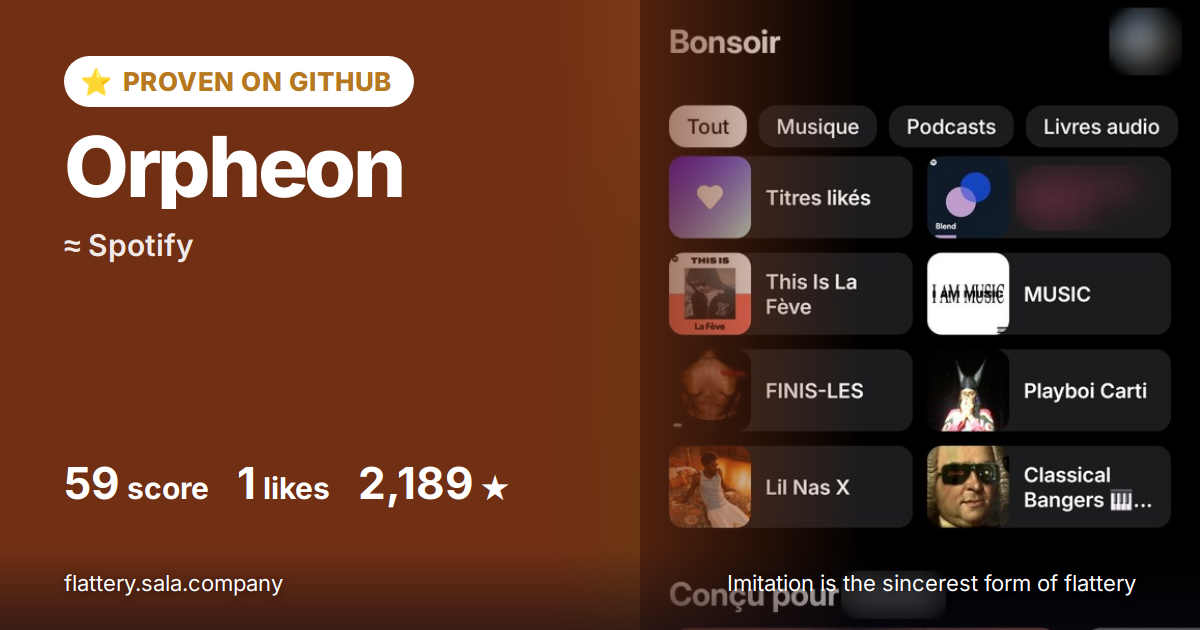 ⭐ PROVEN ON GITHUB
Orpheon
≈ Spotify
59 score 1 likes 2,189 ★
flattery.sala.company
Bonsoir
Tout Musique Podcasts Livres audio
Titres likés
Blend
THIS IS
La Fève
This Is La
Fève
I AM MUSIC
MUSIC
FINIS-LES
Playboi Carti
Lil Nas X
Classical
Bangers 🎹...
Conçu pour
Imitation is the sincerest form of flattery